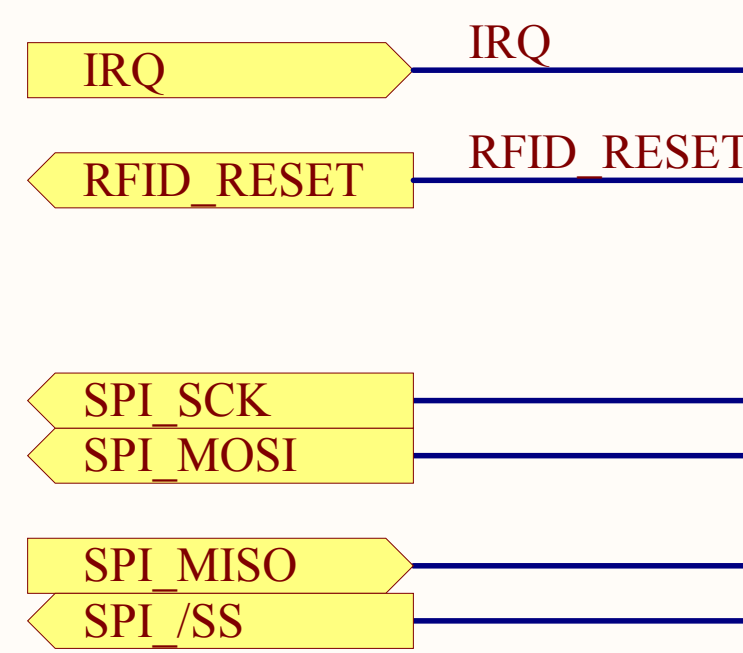 IRQ
IRQ
RFID_RESET
RFID_RESET
SPI_SCK
SPI_MOSI
SPI_MISO
SPI_/SS